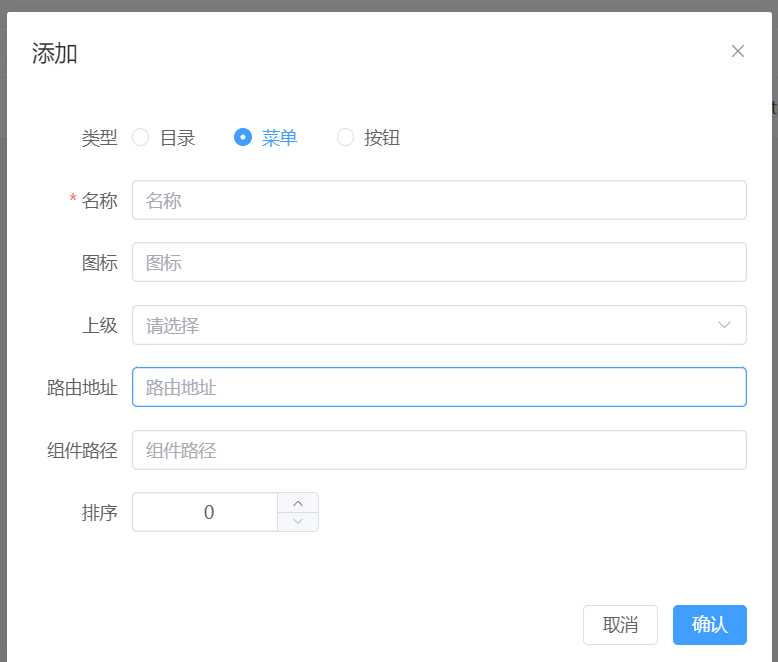 添加
类型 目录 菜单 按钮
* 名称 名称
图标 图标
上级 请选择
路由地址 路由地址
组件路径 组件路径
排序 0
取消 确认